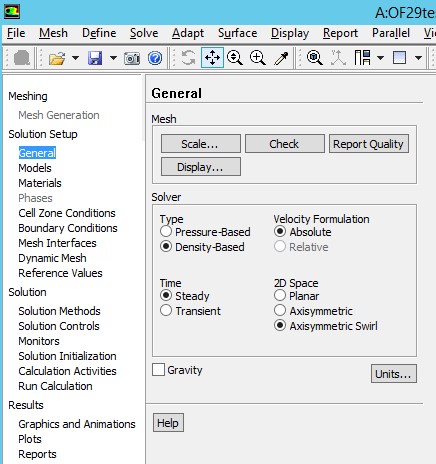 A:OF29te
File Mesh Define Solve Adapt Surface Display Report Parallel Vi
Meshing
Mesh Generation
Solution Setup
General
Models
Materials
Phases
Cell Zone Conditions
Boundary Conditions
Mesh Interfaces
Dynamic Mesh
Reference Values
Solution
Solution Methods
Solution Controls
Monitors
Solution Initialization
Calculation Activities
Run Calculation
Results
Graphics and Animations
Plots
Reports
General
Mesh
Scale... Check Report Quality
Display...
Solver
Type Velocity Formulation
Pressure-Based Absolute
Density-Based Relative
Time 2D Space
Steady Planar
Transient Axisymmetric
Axisymmetric Swirl
Gravity Units...
Help